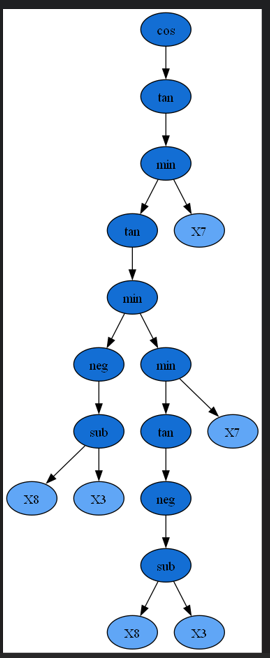 cos
tan
min
tan X7
min
neg min
sub tan X7
X8 X3 neg
sub
X8 X3